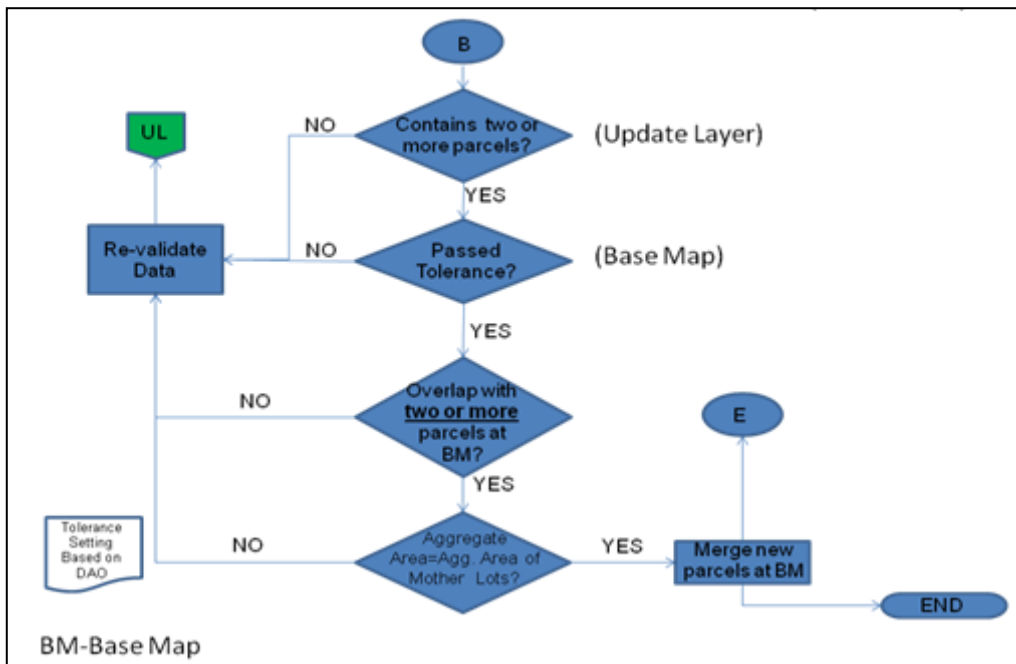 B
NO
Contains two or
more parcels?
(Update Layer)
UL
YES
Re-validate
Data
NO
Passed
Tolerance?
(Base Map)
YES
NO
Overlap with
two or more
parcels at
BM?
E
YES
Tolerance
Setting
Based on
DAO
NO
Aggregate
Area=Agg. Area of
Mother Lots?
YES
Merge new
parcels at BM
END
BM-Base Map